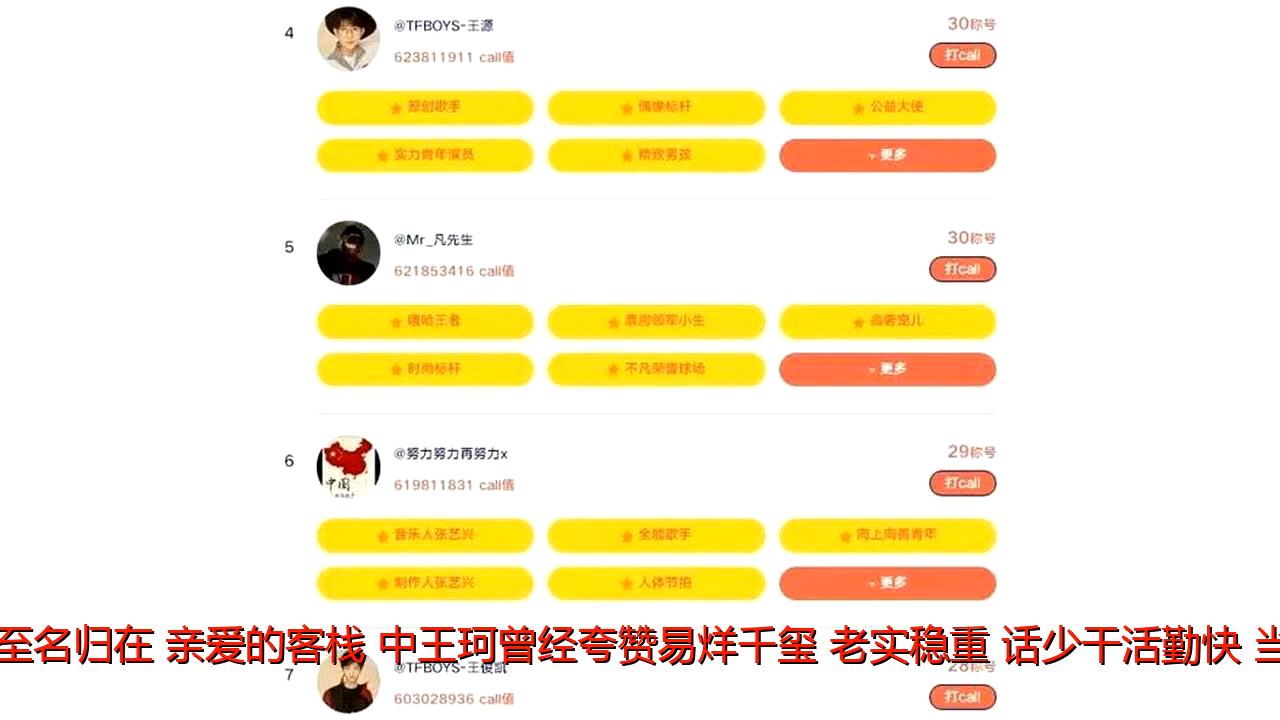 4
@TFBOYS-王源
30称号
623811911 call值
打call
原创歌手
偶像标杆
公益大使
实力青年演员
精致男孩
更多
5
@Mr_凡先生
30称号
621853416 call值
打call
嘻哈王者
票房领军小生
高奢宠儿
时尚标杆
不凡荣誉球场
更多
6
@努力努力再努力x
29称号
619811831 call值
打call
音乐人张艺兴
全能歌手
向上向善青年
制作人张艺兴
人体节拍
更多
至名归在 亲爱的客栈 中王珂曾经夸赞易烊千玺 老实稳重 话少干活勤快 当
7
@TFBOYS-王俊凯
28称号
603028936 call值
打call